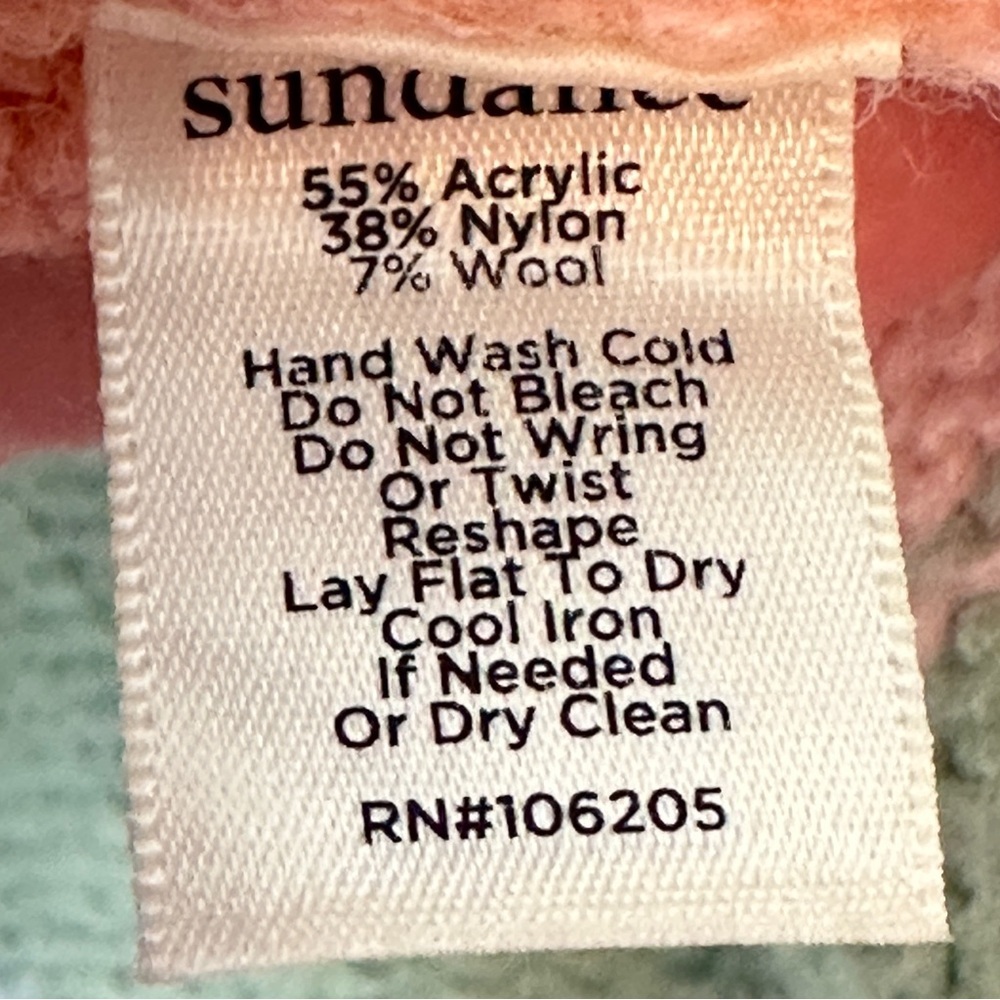 sundance
55% Acrylic
38% Nylon
7% Wool
Hand Wash Cold
Do Not Bleach
Do Not Wring
Or Twist
Reshape
Lay Flat To Dry
Cool Iron
If Needed
Or Dry Clean
RN#106205